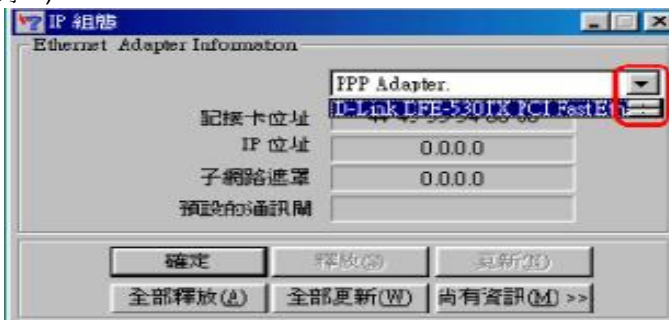 IP 組態
Ethernet Adapter Information
PPP Adapter.
D-Link DFE-530TX PCI Fast
記接卡位址
IP 位址 0.0.0.0
子網路遮罩 0.0.0.0
預設的通訊閘
確定 釋放(S) 更新(N)
全部釋放(A) 全部更新(W) 尚有資訊(M) >>